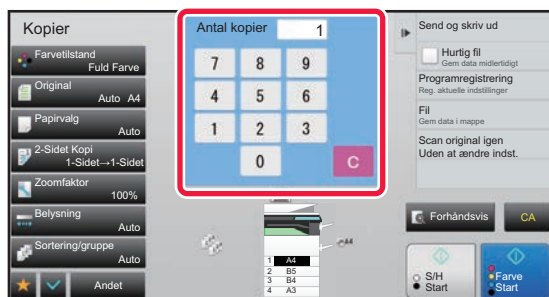 Kopier
Farvetilstand
Fuld Farve
Original
Auto A4
Papirvalg
Auto
2-Sidet Kopi
1-Sidet→1-Sidet
Zoomfaktor
100%
Belysning
Auto
Sortering/gruppe
Auto
Andet
Antal kopier 1
7 8 9
4 5 6
1 2 3
0 C
A4
1 A4
2 B5
3 B4
4 A3
Send og skriv ud
Hurtig fil
Gem data midlertidigt
Programregistrering
Reg. aktuelle indstillinger
Fil
Gem data i mappe
Scan original igen
Uden at ændre indst.
Forhåndsvis CA
S/H
Start
Farve
Start